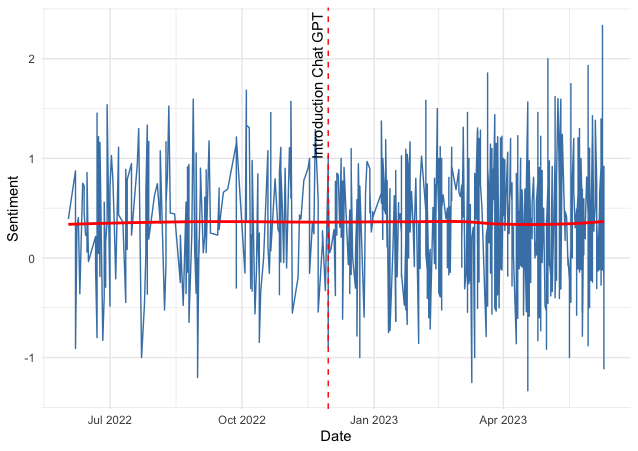 Introduction Chat GPT
2
1
0
-1
Sentiment
Jul 2022
Oct 2022
Jan 2023
Apr 2023
Date